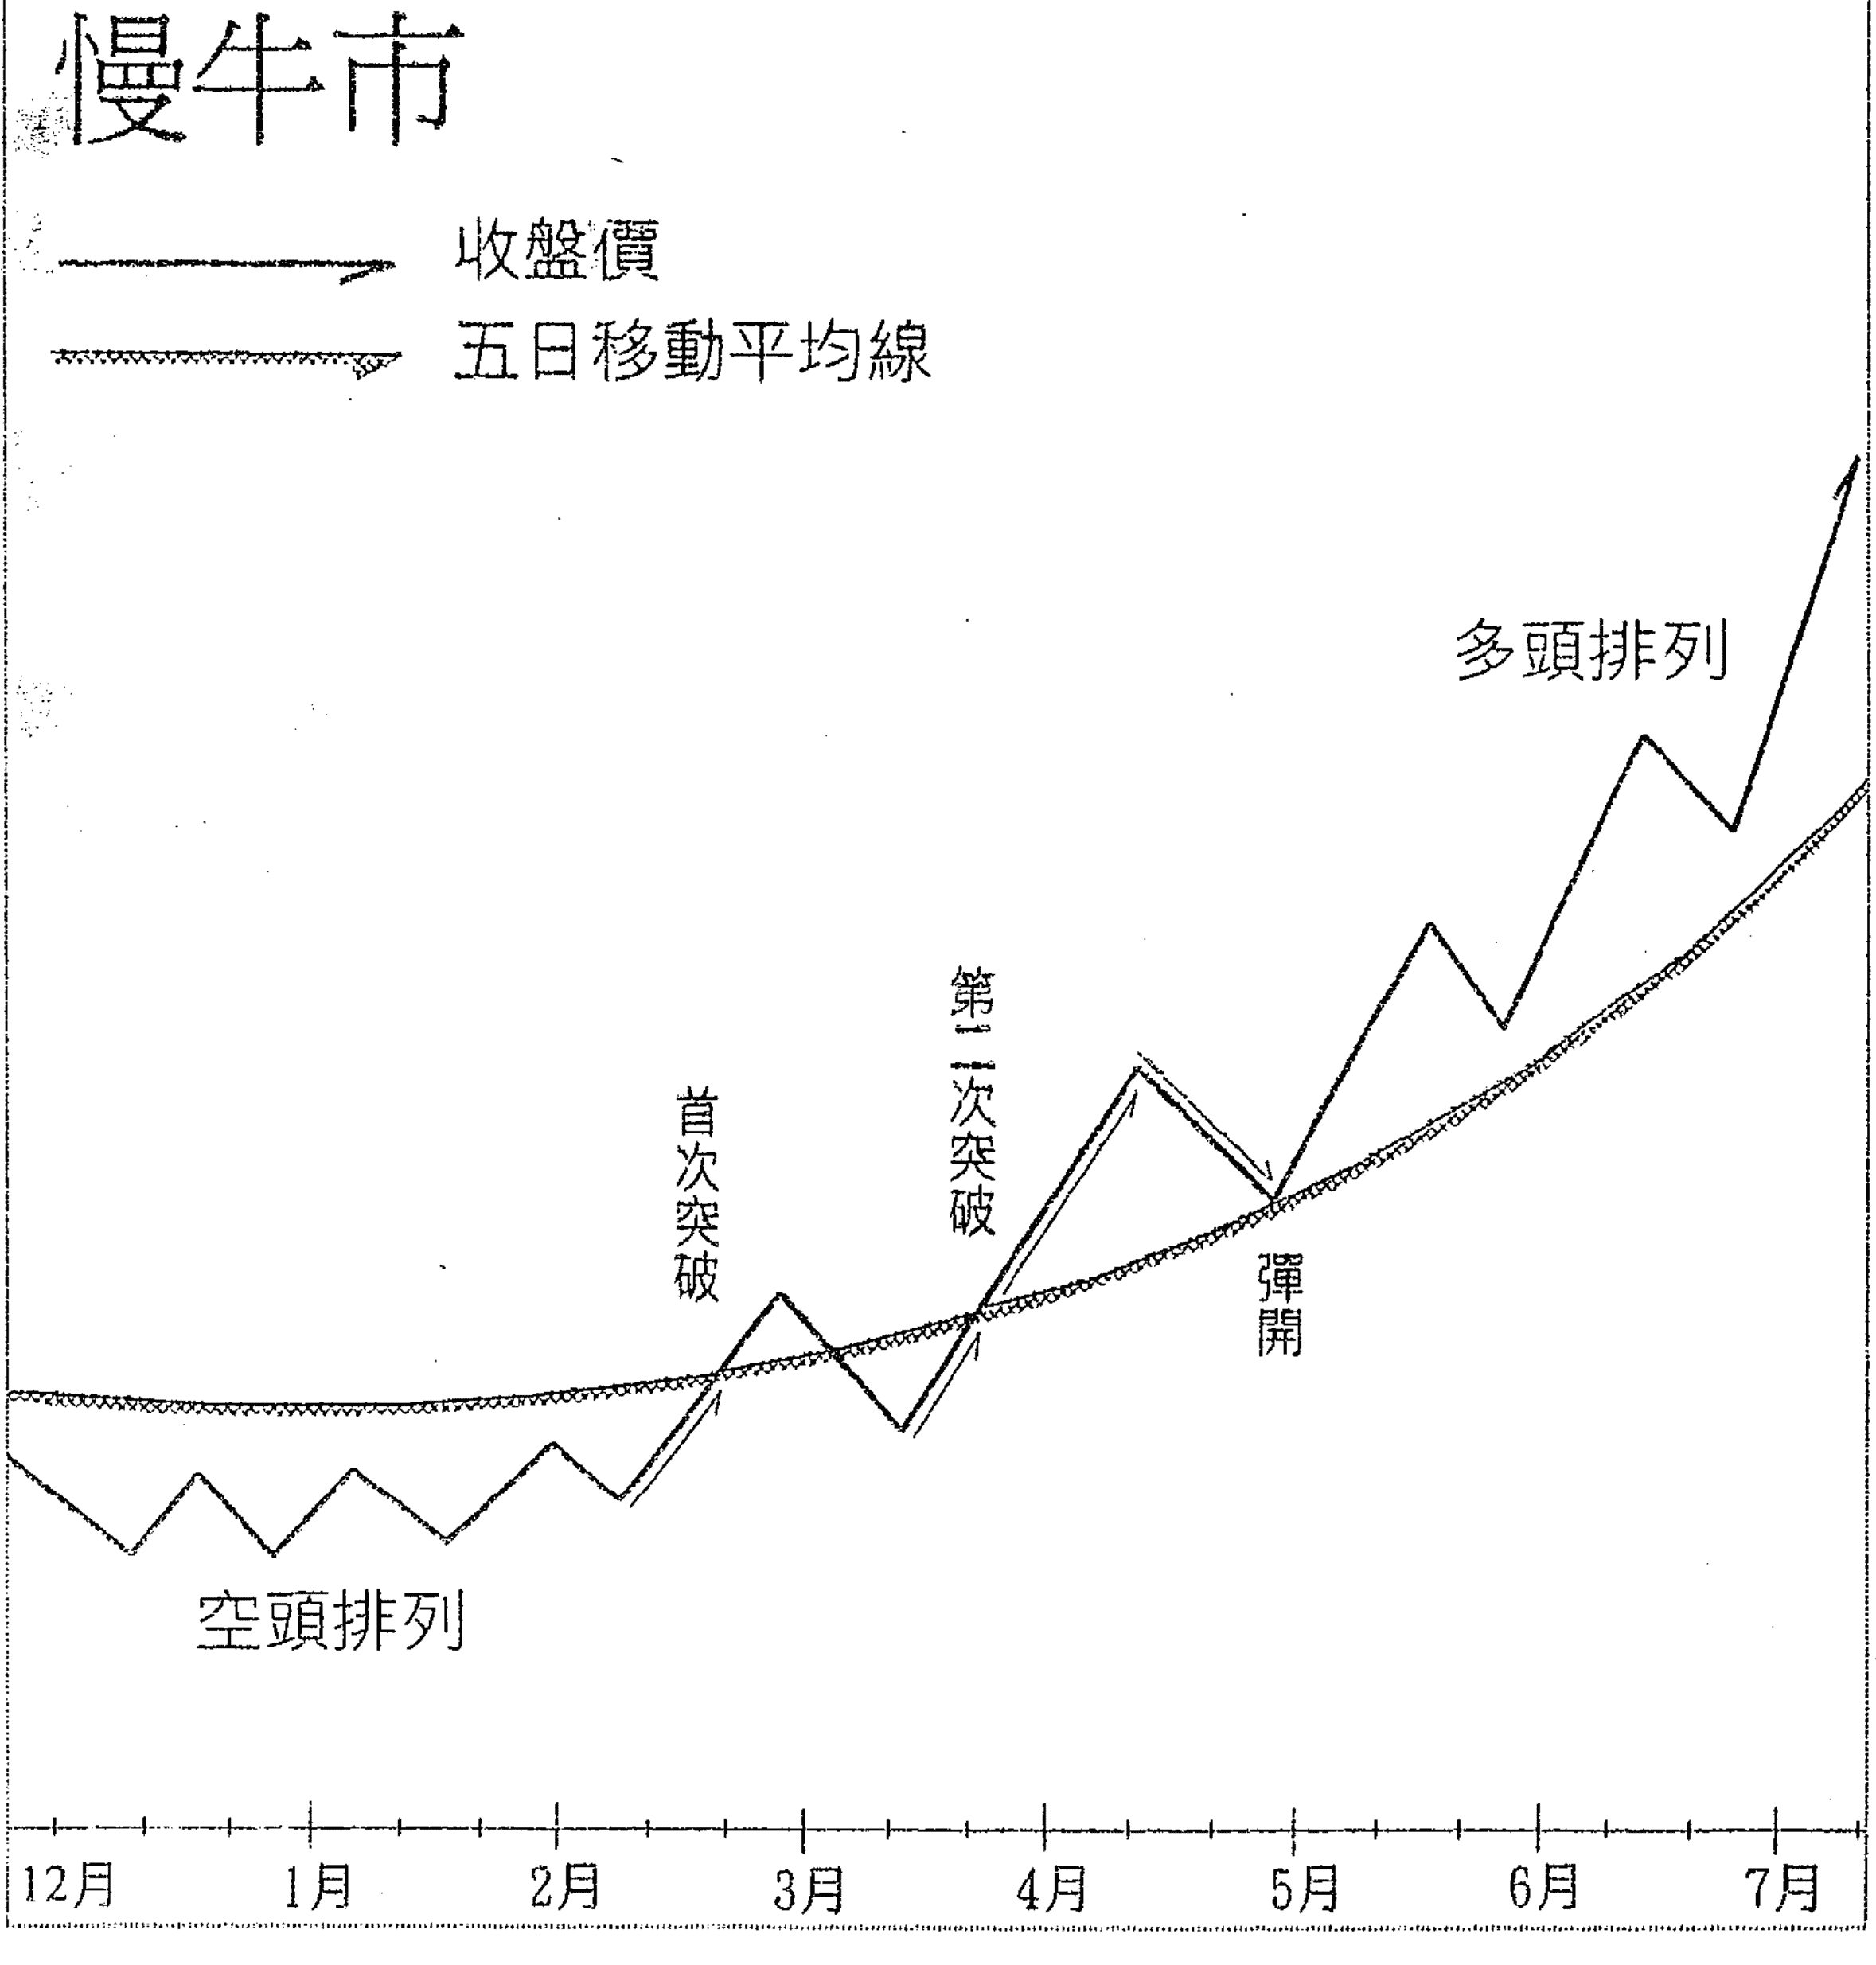 慢牛市
收盤價
五日移動平均線
多頭排列
第二次突破
首次突破
彈開
空頭排列
12月 1月 2月 3月 4月 5月 6月 7月